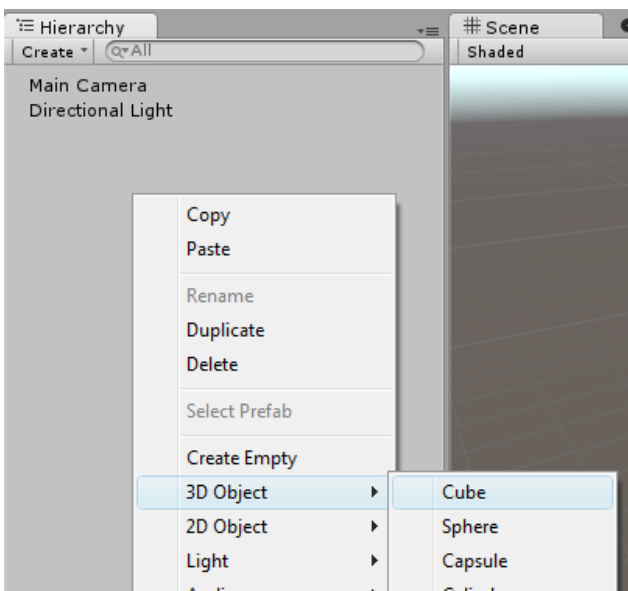 Hierarchy
Create
All
Main Camera
Directional Light
Scene
Shaded
Copy
Paste
Rename
Duplicate
Delete
Select Prefab
Create Empty
3D Object
2D Object
Light
Cube
Sphere
Capsule